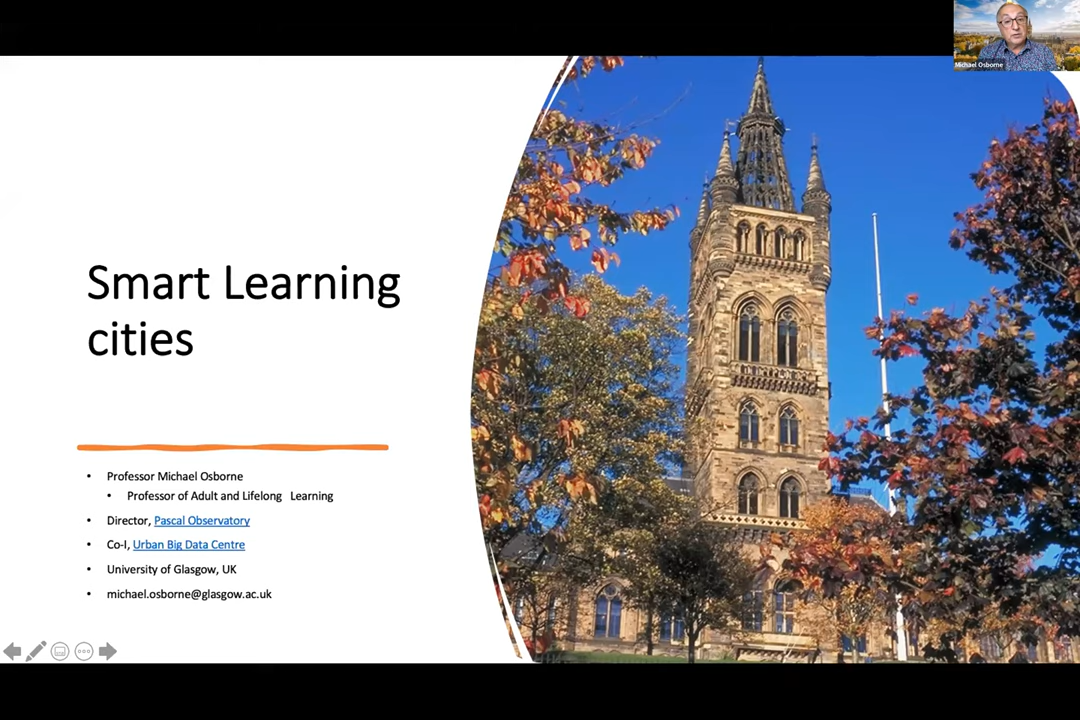 Michael Osborne
Smart Learning
cities
• Professor Michael Osborne
• Professor of Adult and Lifelong Learning
• Director, Pascal Observatory
• Co-I, Urban Big Data Centre
• University of Glasgow, UK
• michael.osborne@glasgow.ac.uk